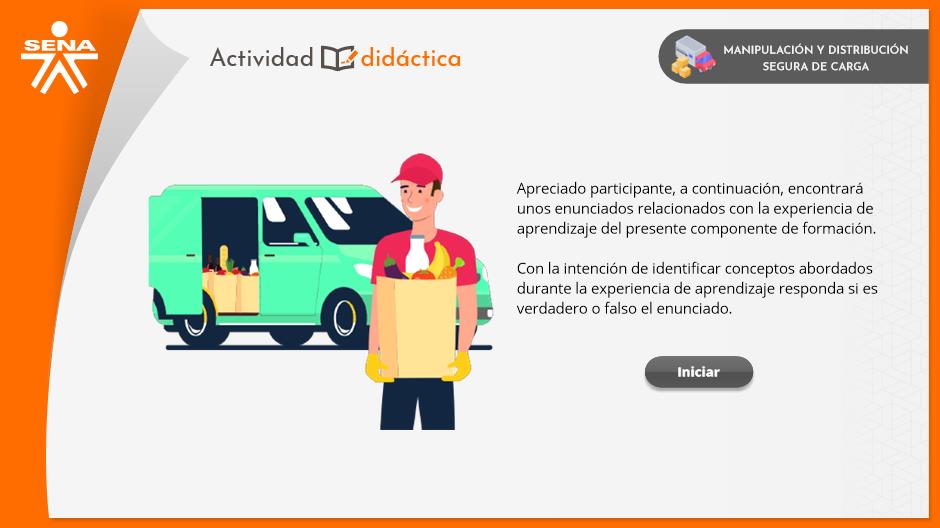 SENA
Actividad didáctica
MANIPULACIÓN Y DISTRIBUCIÓN
SEGURA DE CARGA
Apreciado participante, a continuación, encontrará
unos enunciados relacionados con la experiencia de
aprendizaje del presente componente de formación.
Con la intención de identificar conceptos abordados
durante la experiencia de aprendizaje responda si es
verdadero o falso el enunciado.
Iniciar